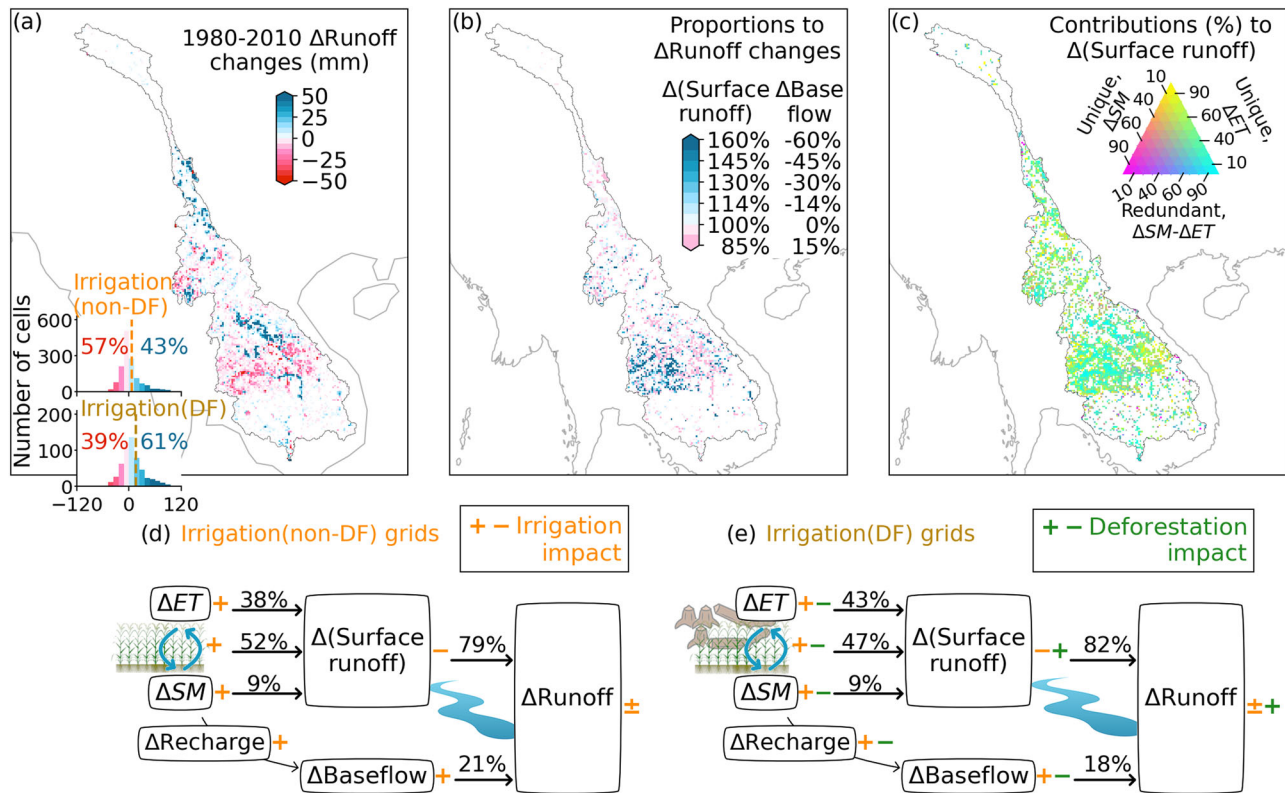 (a)
1980-2010 ΔRunoff
changes (mm)
50
25
0
−25
−50
Irrigation
(non-DF)
Number of cells
600
300
0
57%
43%
Irrigation(DF)
200
100
0
39%
61%
−120
0
120
(b)
Proportions to
ΔRunoff changes
Δ(Surface
runoff)
ΔBase
flow
160%
-60%
145%
-45%
130%
-30%
114%
-14%
100%
0%
85%
15%
(c)
Contributions (%) to
Δ(Surface runoff)
Unique,
ΔSM
10
40
60
90
Unique,
ΔET
90
60
40
10
10
40
60
90
Redundant,
ΔSM-ΔET
(d) Irrigation(non-DF) grids
+ − Irrigation
impact
ΔET
+
38%
+
52%
ΔSM
+
9%
Δ(Surface
runoff)
−
79%
ΔRunoff
±
ΔRecharge
+
ΔBaseflow
+
21%
(e) Irrigation(DF) grids
+ − Deforestation
impact
ΔET
+−
43%
+−
47%
ΔSM
+−
9%
Δ(Surface
runoff)
−+
82%
ΔRunoff
±+
ΔRecharge
+−
ΔBaseflow
+−
18%